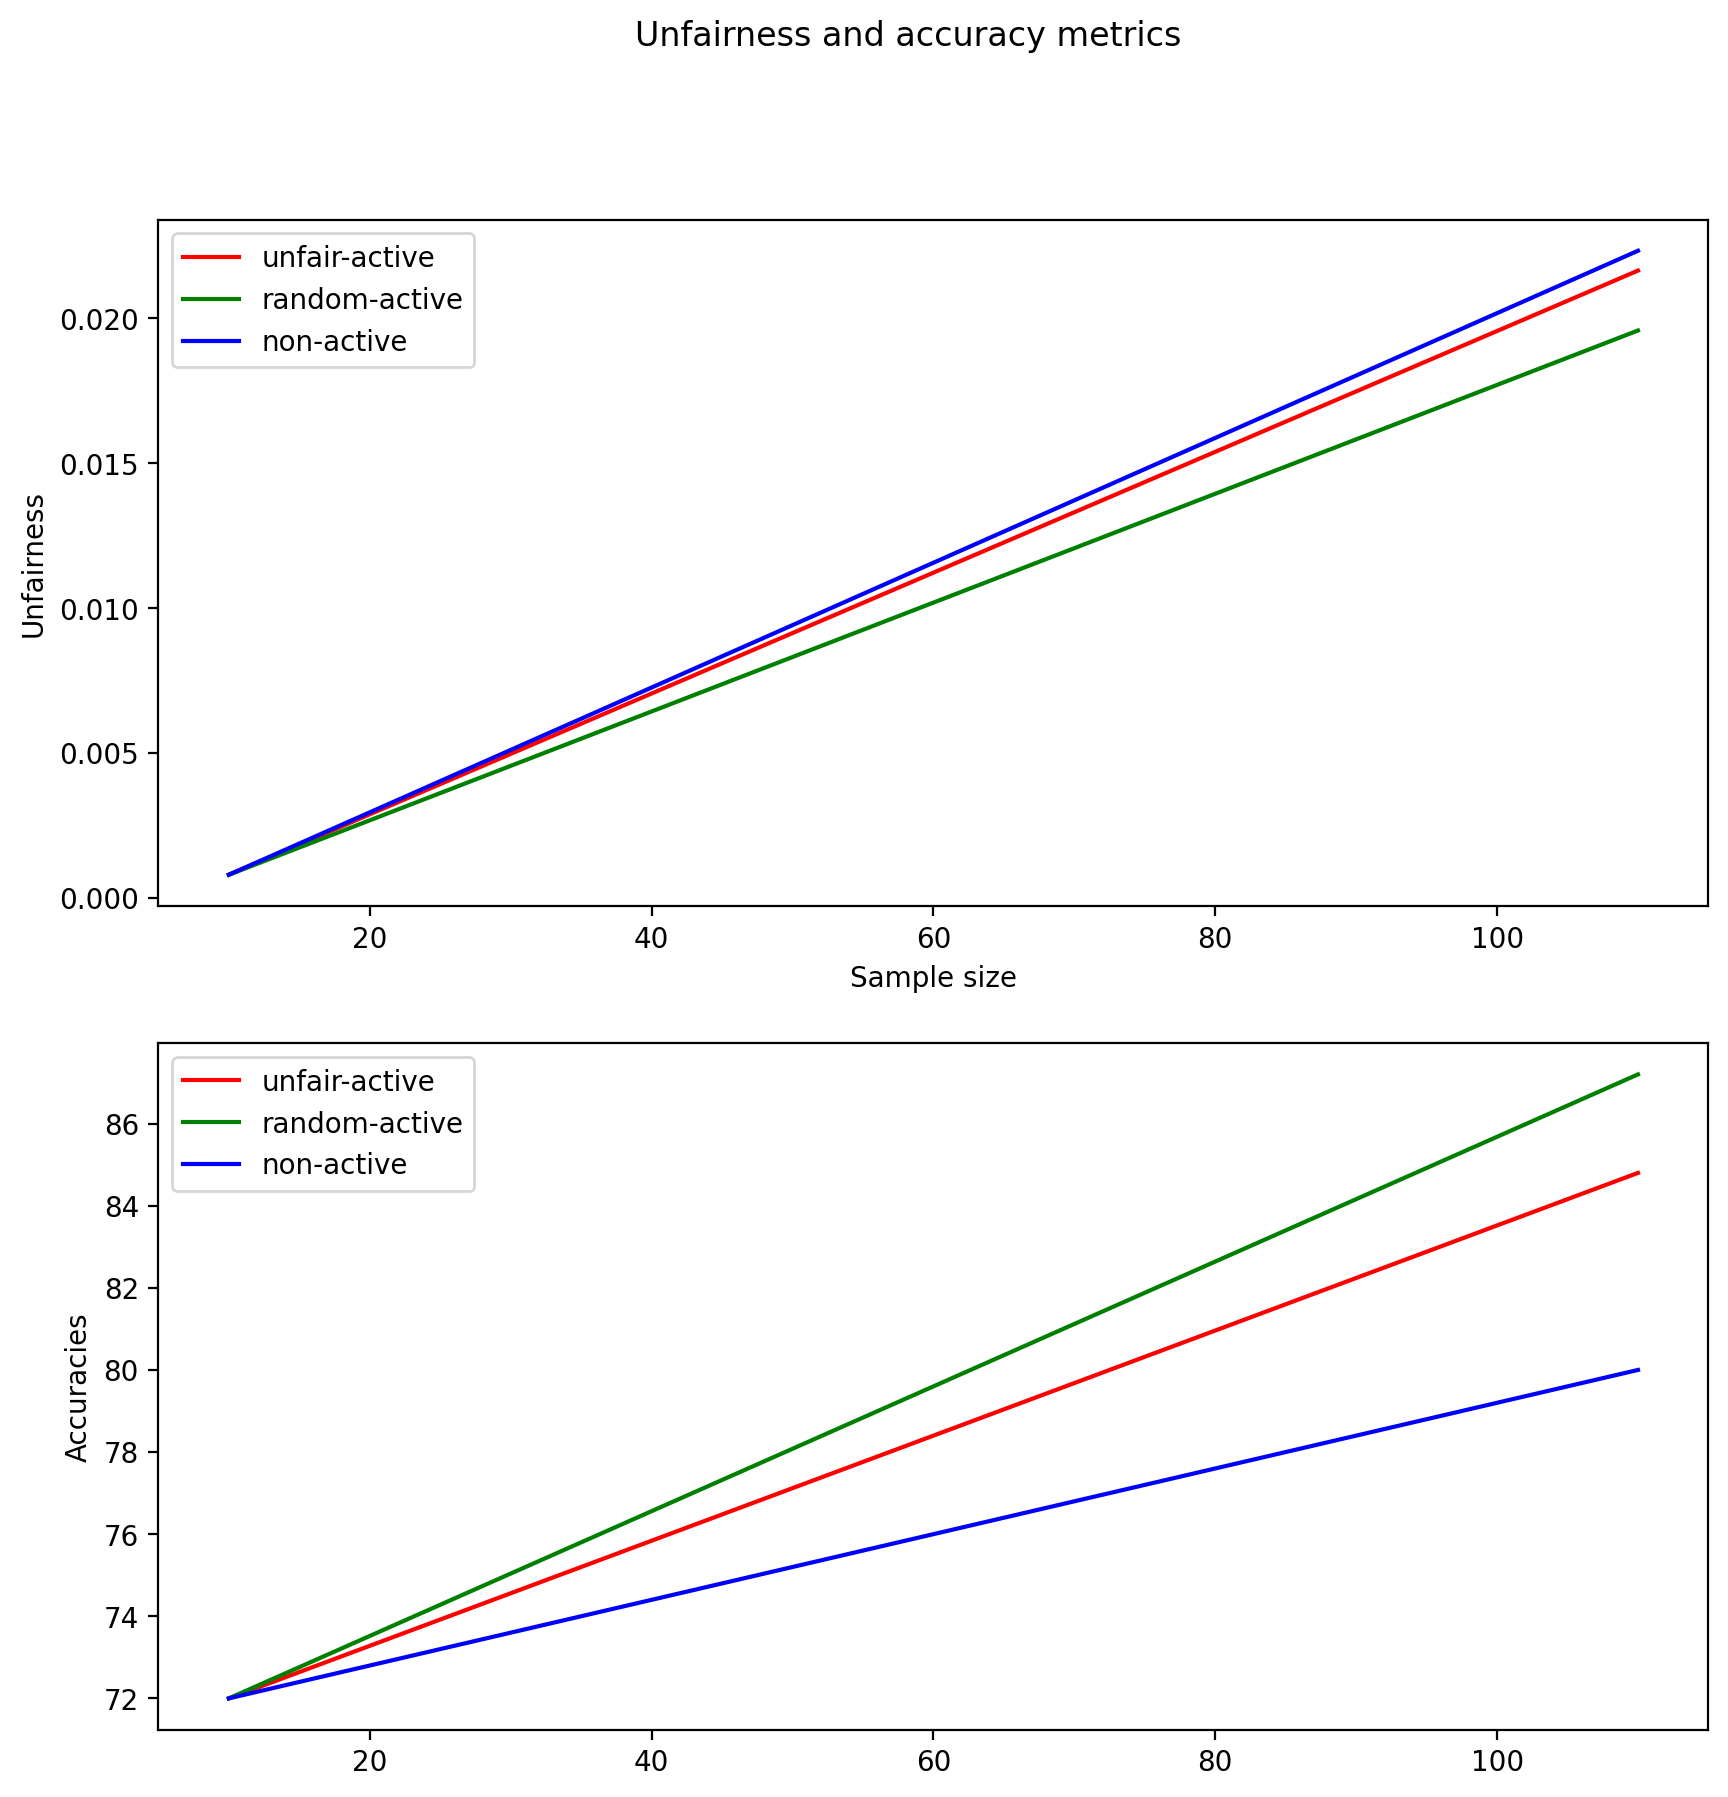 Unfairness and accuracy metrics
unfair-active
random-active
non-active
0.020
0.015
0.010
0.005
0.000
Unfairness
20 40 60 80 100
Sample size
unfair-active
random-active
non-active
86
84
82
80
78
76
74
72
Accuracies
20 40 60 80 100